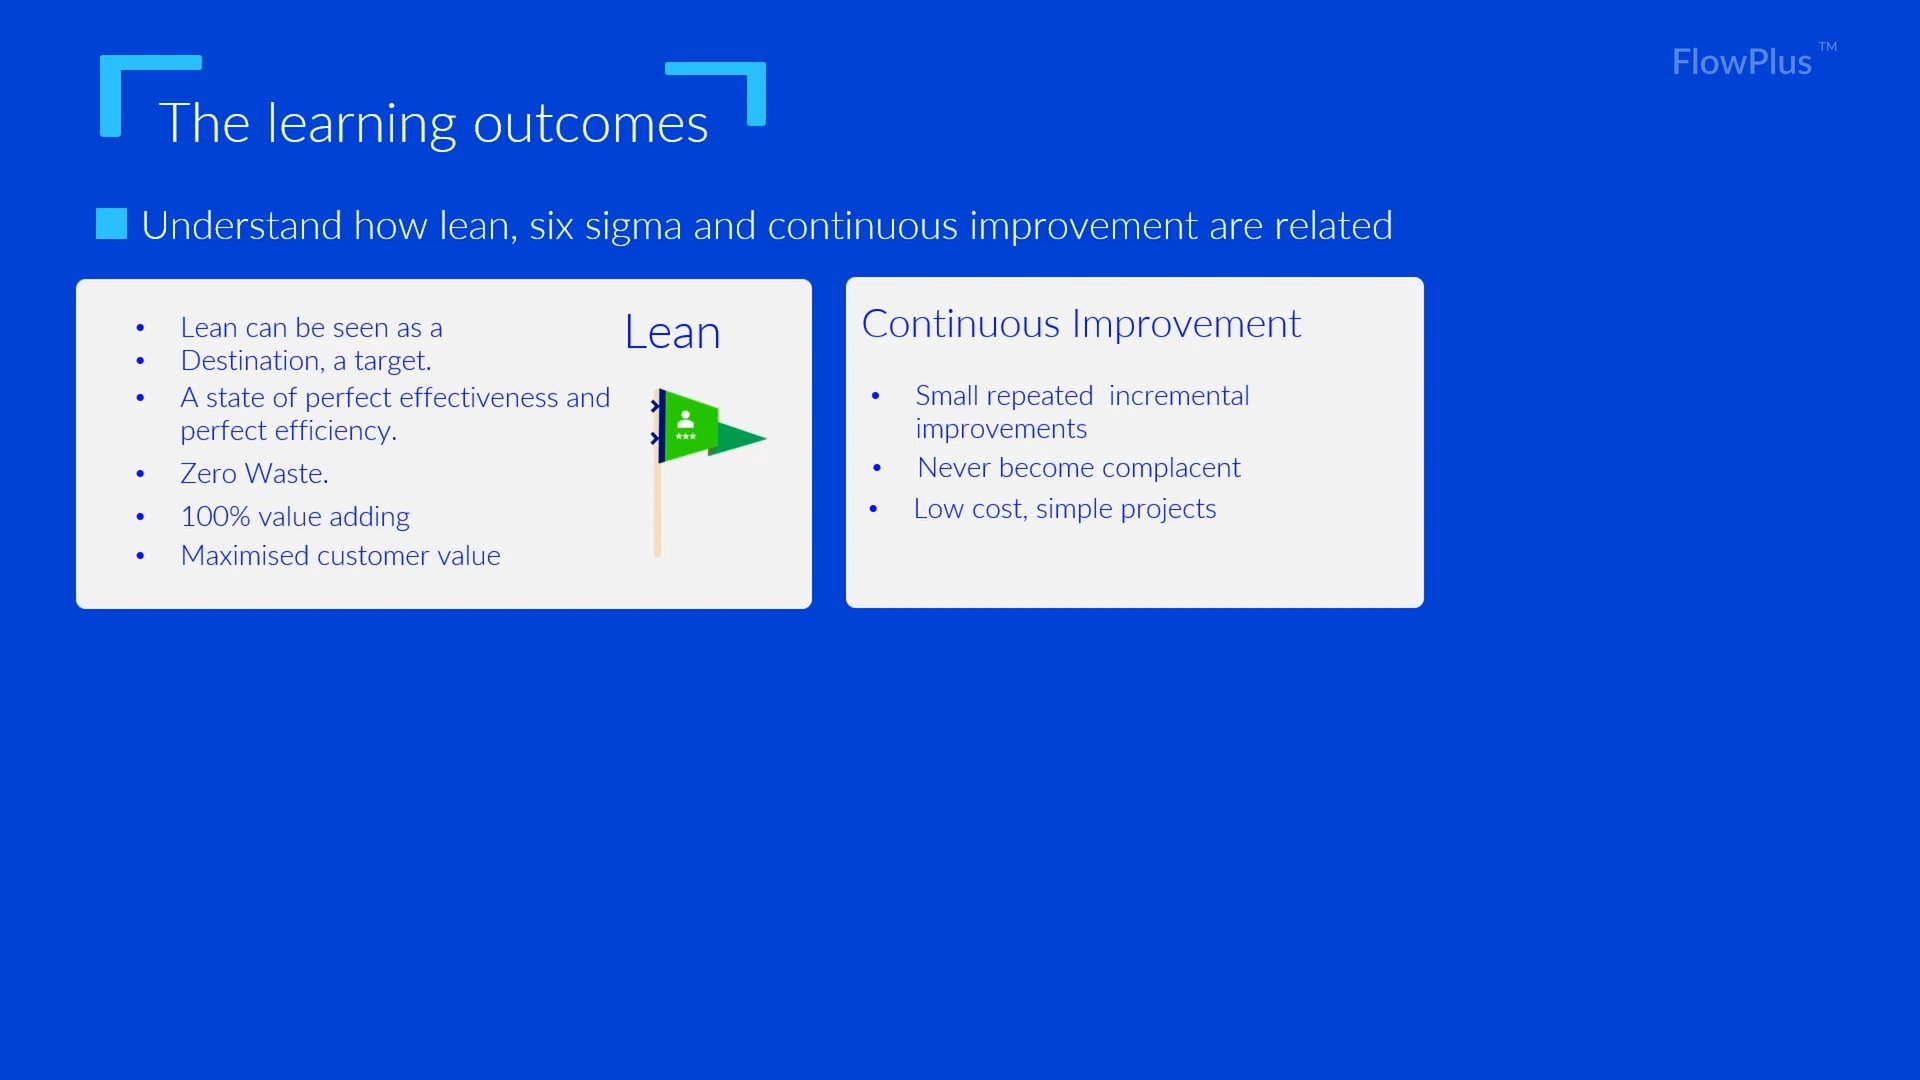 FlowPlus™
The learning outcomes
Understand how lean, six sigma and continuous improvement are related
Lean
• Lean can be seen as a
• Destination, a target.
• A state of perfect effectiveness and
perfect efficiency.
• Zero Waste.
• 100% value adding
• Maximised customer value
Continuous Improvement
• Small repeated  incremental
improvements
• Never become complacent
• Low cost, simple projects